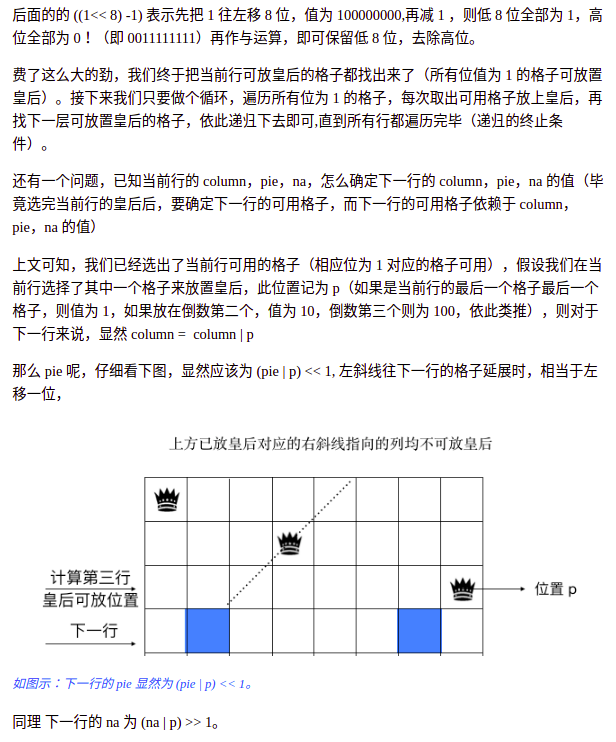 后面的的 ((1<< 8) -1) 表示先把 1 往左移 8 位，值为 100000000,再减 1 ，则低 8 位全部为 1，高
位全部为 0！（即 0011111111）再作与运算，即可保留低 8 位，去除高位。
费了这么大的劲，我们终于把当前行可放皇后的格子都找出来了（所有位值为 1 的格子可放置
皇后）。接下来我们只要做个循环，遍历所有位为 1 的格子，每次取出可用格子放上皇后，再
找下一层可放置皇后的格子，依此递归下去即可,直到所有行都遍历完毕（递归的终止条
件）。
还有一个问题，已知当前行的 column，pie，na，怎么确定下一行的 column，pie，na 的值（毕
竟选完当前行的皇后后，要确定下一行的可用格子，而下一行的可用格子依赖于 column，
pie，na 的值）
上文可知，我们已经选出了当前行可用的格子（相应位为 1 对应的格子可用），假设我们在当
前行选择了其中一个格子来放置皇后，此位置记为 p（如果是当前行的最后一个格子最后一个
格子，则值为 1，如果放在倒数第二个，值为 10，倒数第三个则为 100，依此类推），则对于
下一行来说，显然 column =  column | p
那么 pie 呢，仔细看下图，显然应该为 (pie | p) << 1, 左斜线往下一行的格子延展时，相当于左
移一位，
上方已放皇后对应的右斜线指向的列均不可放皇后
计算第三行
皇后可放位置
位置 p
下一行
如图示：下一行的 pie 显然为 (pie | p) << 1。
同理 下一行的 na 为 (na | p) >> 1。